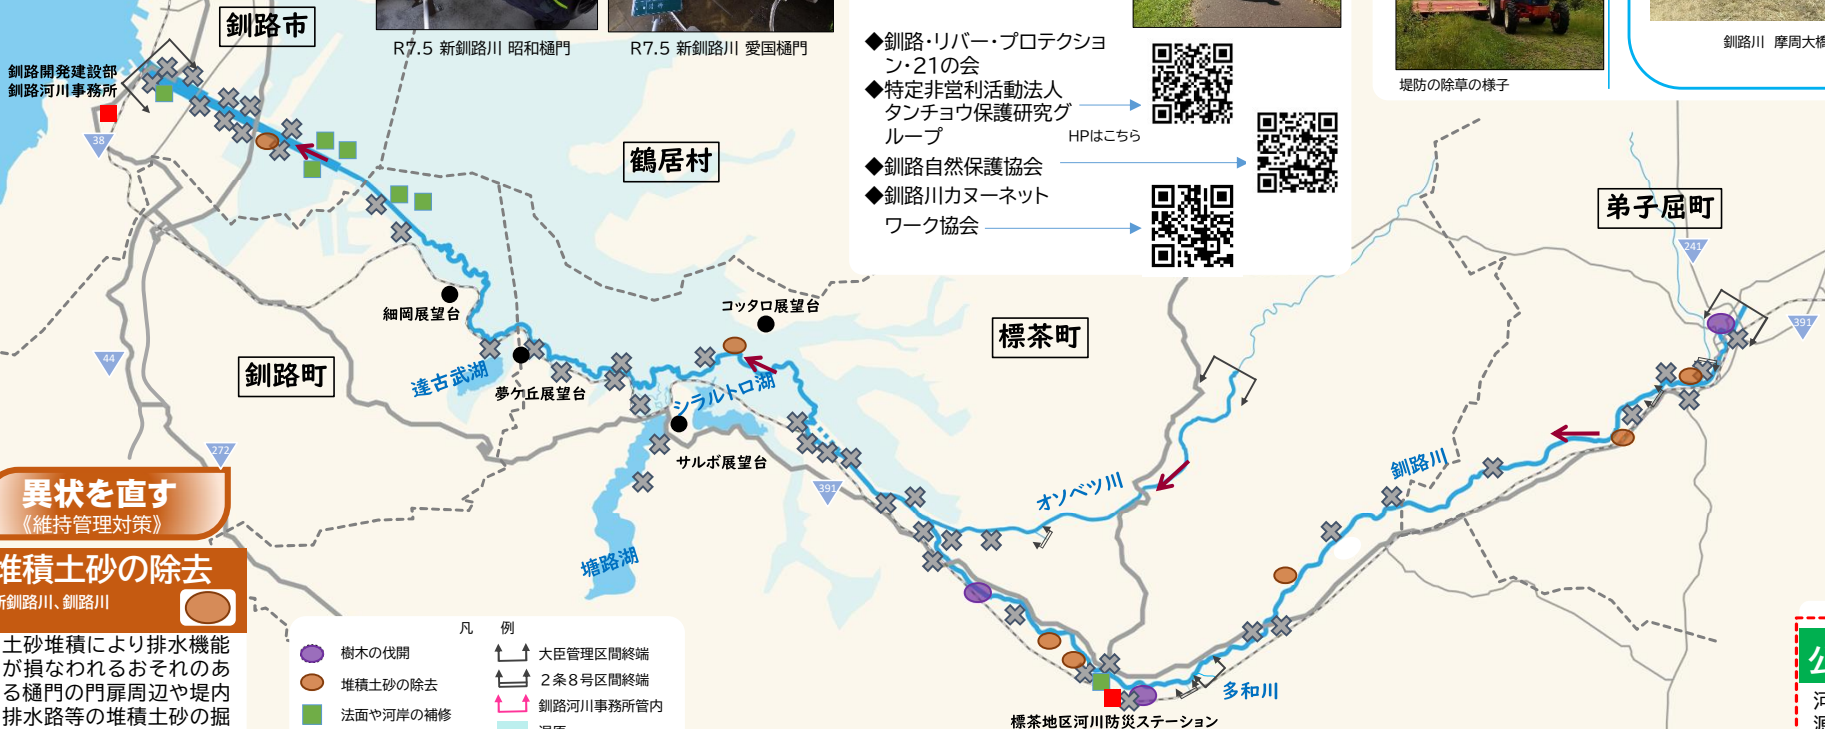 釧路市
R7.5 新釧路川 昭和樋門
R7.5 新釧路川 愛国樋門
釧路開発建設部
釧路河川事務所
38
◆釧路・リバー・プロテクショ
ン・21の会
◆特定非営利活動法人
タンチョウ保護研究グ
ループ
HPはこちら
◆釧路自然保護協会
◆釧路川カヌーネット
ワーク協会
堤防の除草の様子
釧路川 摩周大橋
鶴居村
弟子屈町
241
391
細岡展望台
コッタロ展望台
標茶町
44
釧路町
達古武湖
夢ケ丘展望台
シラルトロ湖
サルボ展望台
272
391
釧路川
オソベツ川
塘路湖
多和川
標茶地区河川防災ステーション
異状を直す
《維持管理対策》
堆積土砂の除去
新釧路川、釧路川
土砂堆積により排水機能
が損なわれるおそれのあ
る樋門の門扉周辺や堤内
排水路等の堆積土砂の掘
凡 例
樹木の伐開
堆積土砂の除去
法面や河岸の補修
大臣管理区間終端
2条8号区間終端
釧路河川事務所管内
湿原
河